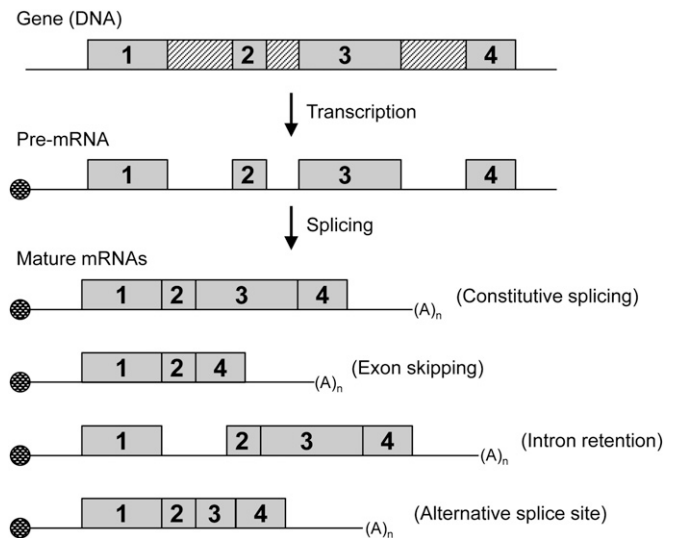 Gene (DNA)
1 2 3 4
Transcription
Pre-mRNA
1 2 3 4
Splicing
Mature mRNAs
1 2 3 4 (A)n (Constitutive splicing)
1 2 4 (A)n (Exon skipping)
1 2 3 4 (A)n (Intron retention)
1 2 3 4 (A)n (Alternative splice site)